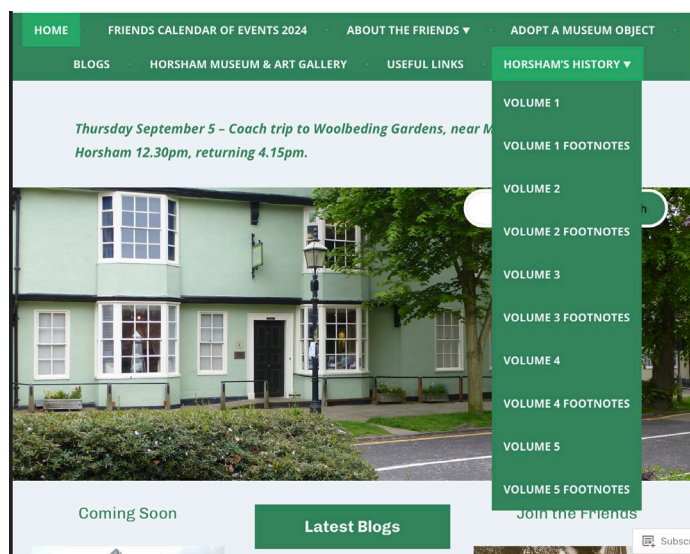 HOME
FRIENDS CALENDAR OF EVENTS 2024
ABOUT THE FRIENDS ▼
ADOPT A MUSEUM OBJECT
BLOGS
HORSHAM MUSEUM & ART GALLERY
USEFUL LINKS
HORSHAM'S HISTORY ▼
Thursday September 5 – Coach trip to Woolbeding Gardens, near
Horsham 12.30pm, returning 4.15pm.
VOLUME 1
VOLUME 1 FOOTNOTES
VOLUME 2
VOLUME 2 FOOTNOTES
VOLUME 3
VOLUME 3 FOOTNOTES
VOLUME 4
VOLUME 4 FOOTNOTES
VOLUME 5
VOLUME 5 FOOTNOTES
Coming Soon
Latest Blogs
Join the Friends